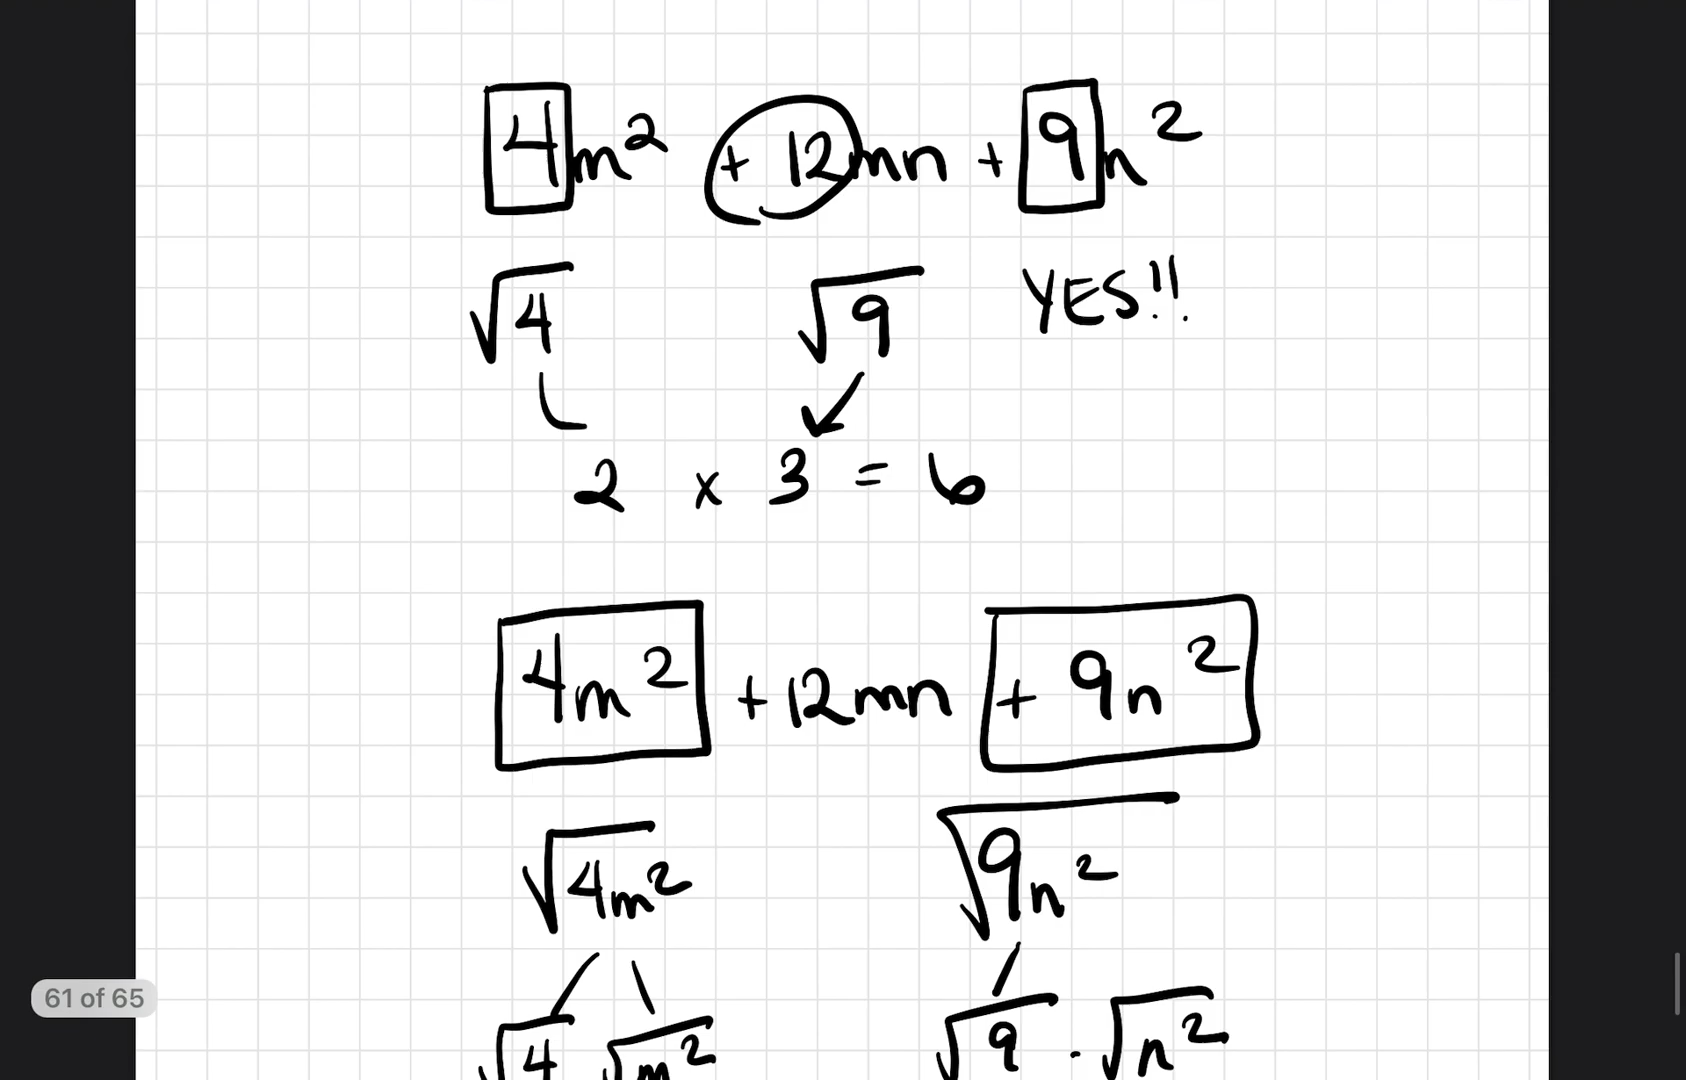 4m² + 12mn + 9n²
√4 √9 YES!!
2 x 3 = 6
4m² + 12mn + 9n²
√4m² √9n²
√4 √m² √9 · √n²
61 of 65